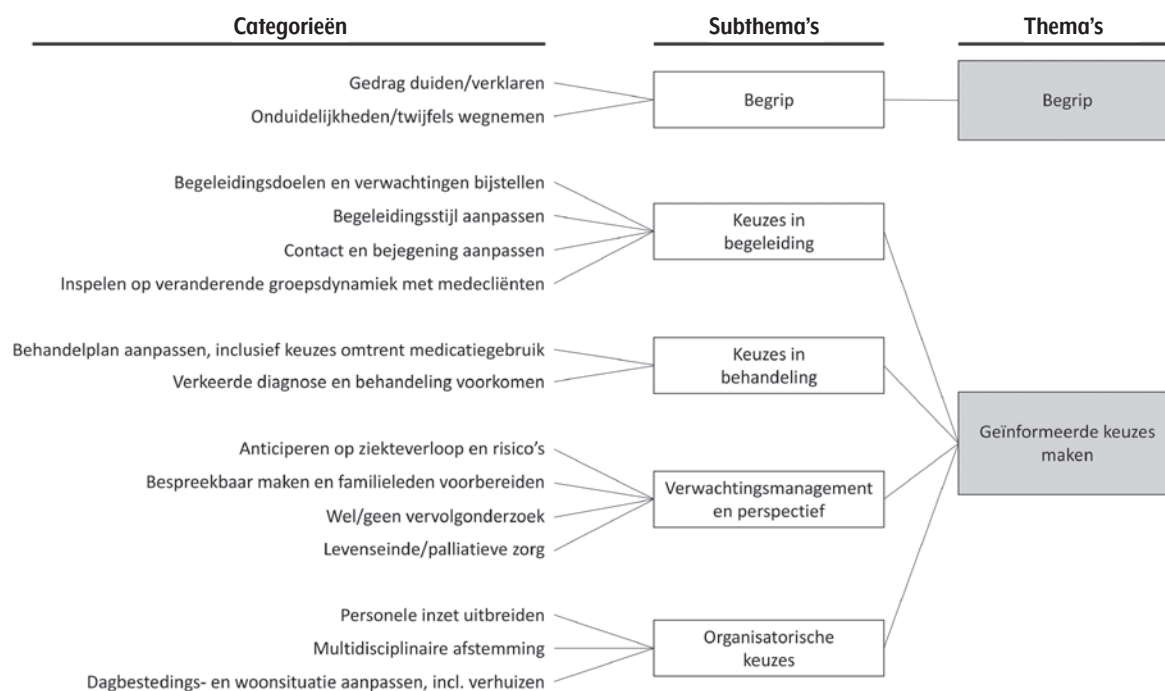 Categorieën
Subthema's
Thema's
Gedrag duiden/verklaren
Onduidelijkheden/twijfels wegnemen
Begrip
Begrip
Begeleidingsdoelen en verwachtingen bijstellen
Begeleidingsstijl aanpassen
Contact en bejegening aanpassen
Inspelen op veranderende groepsdynamiek met medecliënten
Keuzes in
begeleiding
Behandelplan aanpassen, inclusief keuzes omtrent medicatiegebruik
Verkeerde diagnose en behandeling voorkomen
Keuzes in
behandeling
Anticiperen op ziekteverloop en risico's
Bespreekbaar maken en familieleden voorbereiden
Wel/geen vervolgonderzoek
Levenseinde/palliatieve zorg
Verwachtingsmanagement
en perspectief
Geïnformeerde keuzes
maken
Personele inzet uitbreiden
Multidisciplinaire afstemming
Dagbestedings- en woonsituatie aanpassen, incl. verhuizen
Organisatorische
keuzes